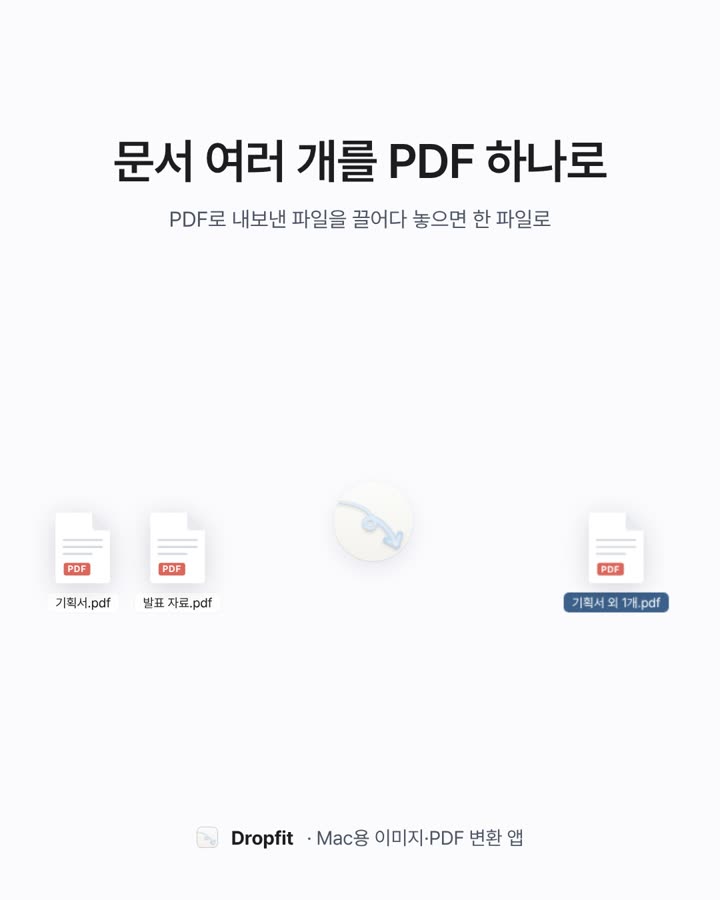 문서 여러 개를 PDF 하나로
PDF로 내보낸 파일을 끌어다 놓으면 한 파일로
PDF
PDF
PDF
기획서.pdf
발표 자료.pdf
기획서 외 1개.pdf
Dropfit · Mac용 이미지·PDF 변환 앱